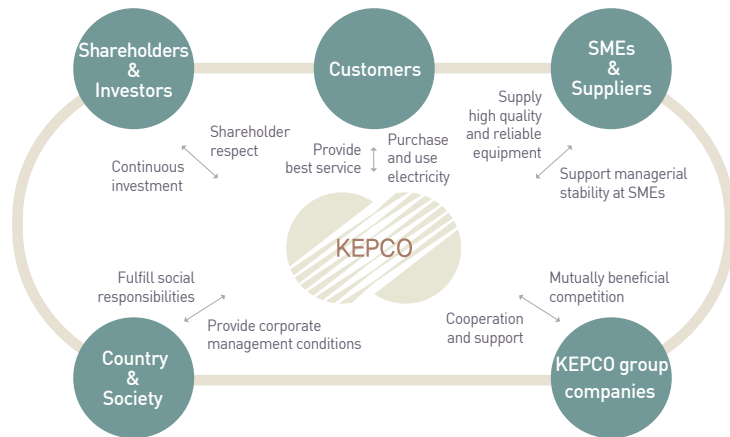 Shareholders
&
Investors
Customers
SMEs
&
Suppliers
Shareholder
respect
Continuous
investment
Provide
best service
Purchase
and use
electricity
Supply
high quality
and reliable
equipment
Support managerial
stability at SMEs
KEPCO
Fulfill social
responsibilities
Provide corporate
management conditions
Mutually beneficial
competition
Cooperation
and support
Country
&
Society
KEPCO group
companies